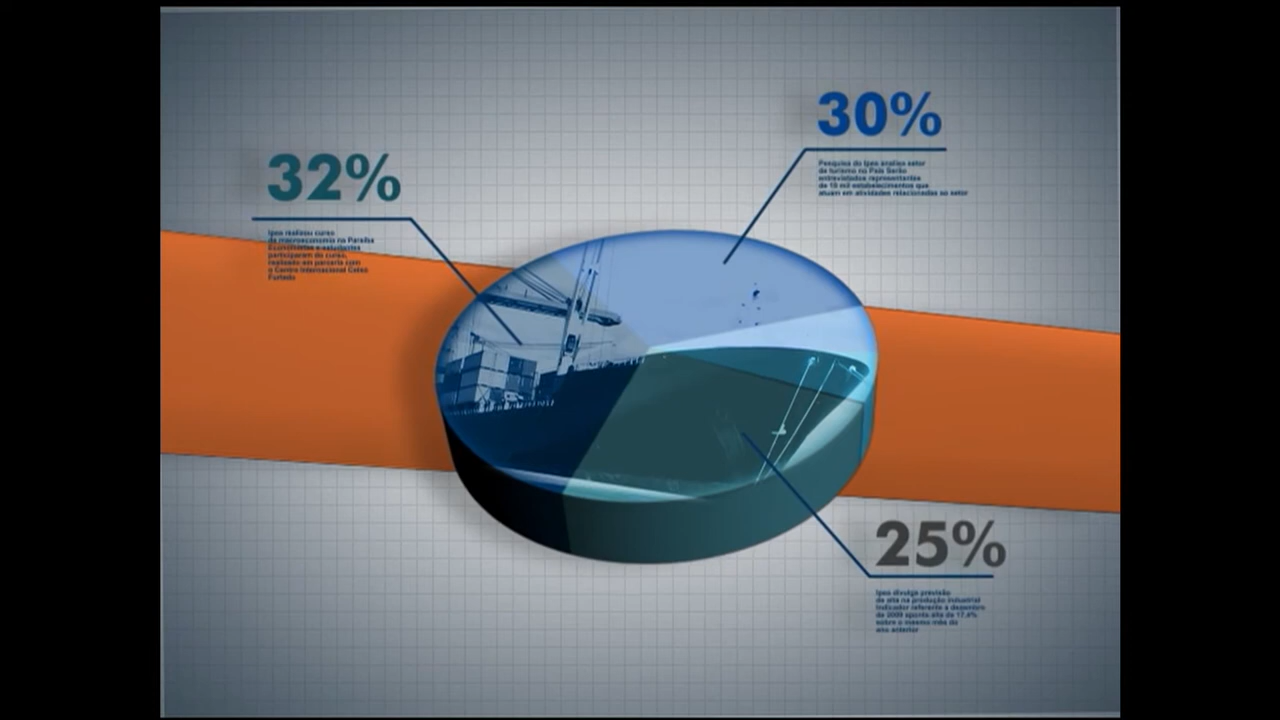 32%
Ipea realizou curso
de macroeconomia na Paraíba
Economistas e estudantes
participaram do curso,
realizado em parceria com
o Centro Internacional Celso
Furtado
30%
Pesquisa do Ipea analisa setor
de turismo no País Serão
entrevistados representantes
de 10 mil estabelecimentos que
atuam em atividades relacionadas ao setor
25%
Ipea divulga previsão
de alta na produção industrial
Indicador referente a dezembro
de 2009 aponta alta de 17,4%
sobre o mesmo mês do
ano anterior